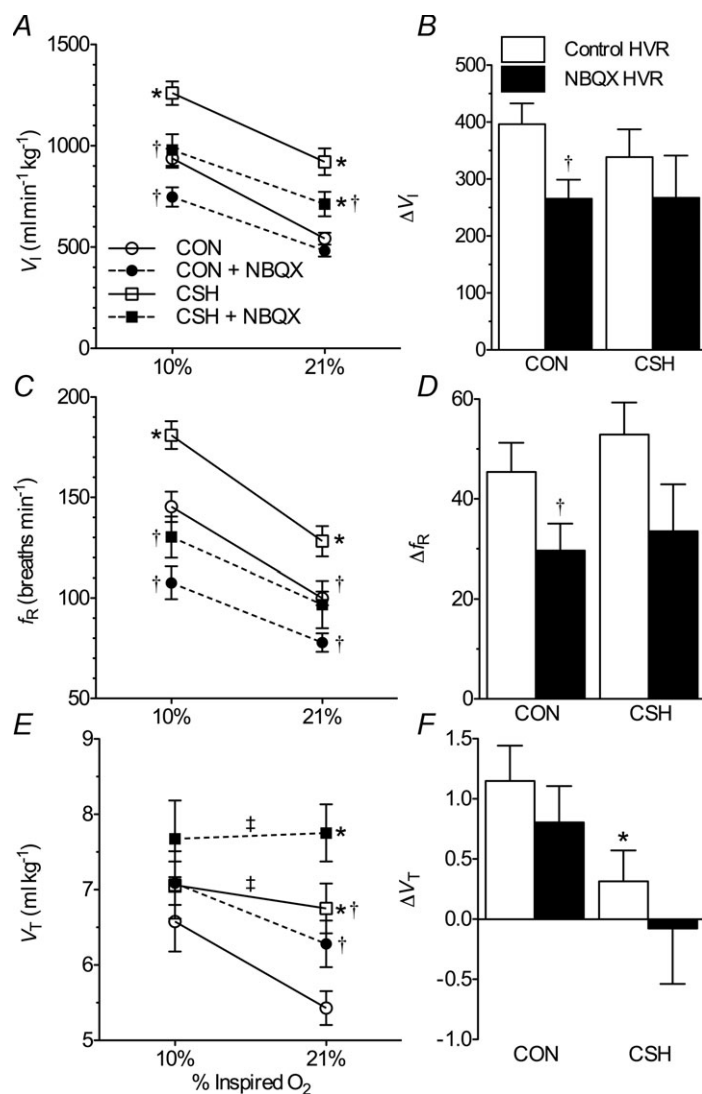 A
1500
1000
500
0
V_I (ml min⁻¹ kg⁻¹)
* † † * * †
CON
CON + NBQX
CSH
CSH + NBQX
10% 21%
B
Control HVR
NBQX HVR
500
400
300
200
100
0
ΔV_I
†
CON CSH
C
200
150
100
50
f_R (breaths min⁻¹)
* † † * † †
10% 21%
D
60
40
20
0
Δf_R
†
CON CSH
E
9
8
7
6
5
V_T (ml kg⁻¹)
‡ ‡ * * † †
10% 21%
% Inspired O₂
F
1.5
1.0
0.5
0.0
-0.5
-1.0
ΔV_T
*
CON CSH